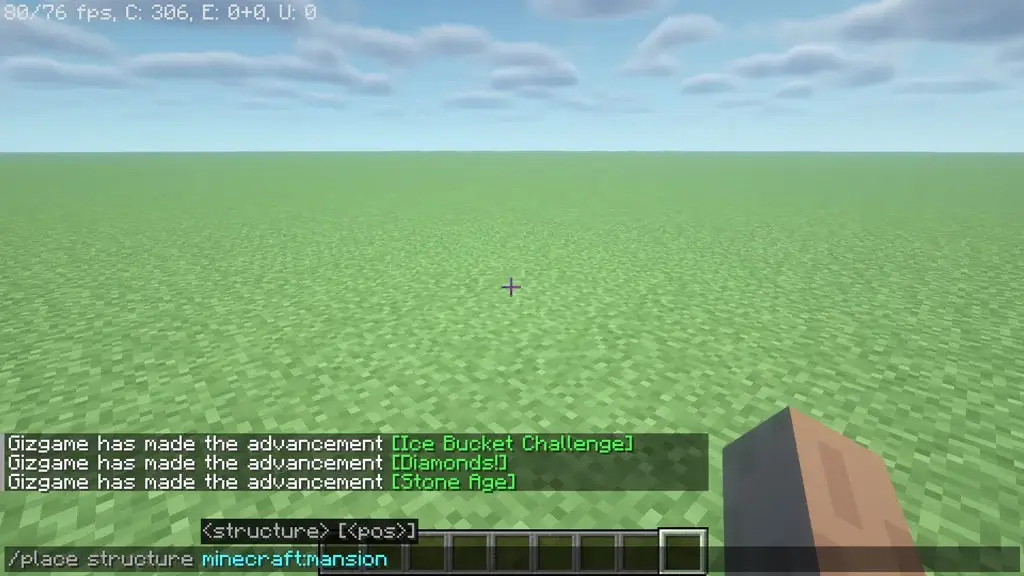 80/76 fps, C: 306, E: 0+0, U: 0
Gizgame has made the advancement [Ice Bucket Challenge]
Gizgame has made the advancement [Diamonds!]
Gizgame has made the advancement [Stone Age]
<structure> [<pos>]
/place structure minecraft:mansion